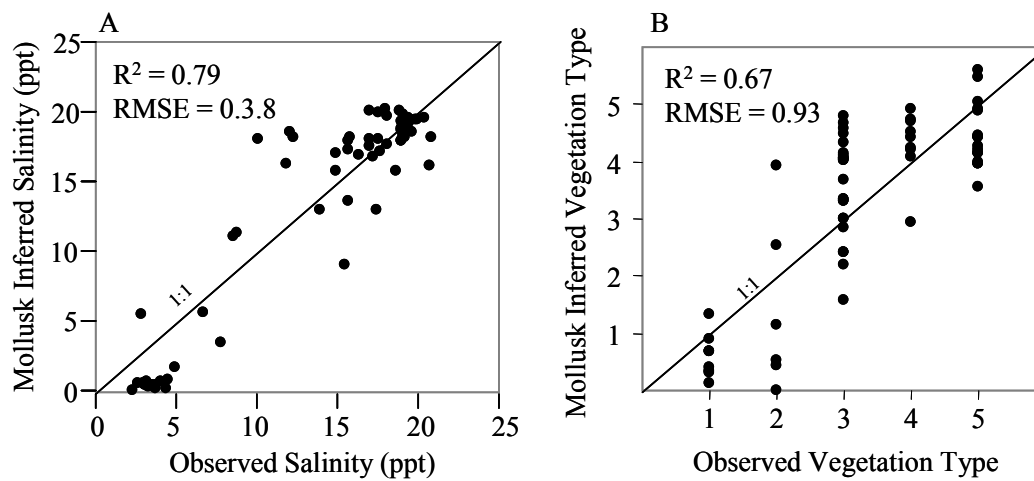 A
Mollusk Inferred Salinity (ppt)
R² = 0.79
RMSE = 0.3.8
25
20
15
10
5
0
1:1
0 5 10 15 20 25
Observed Salinity (ppt)
B
Mollusk Inferred Vegetation Type
R² = 0.67
RMSE = 0.93
5
4
3
2
1
1:1
1 2 3 4 5
Observed Vegetation Type